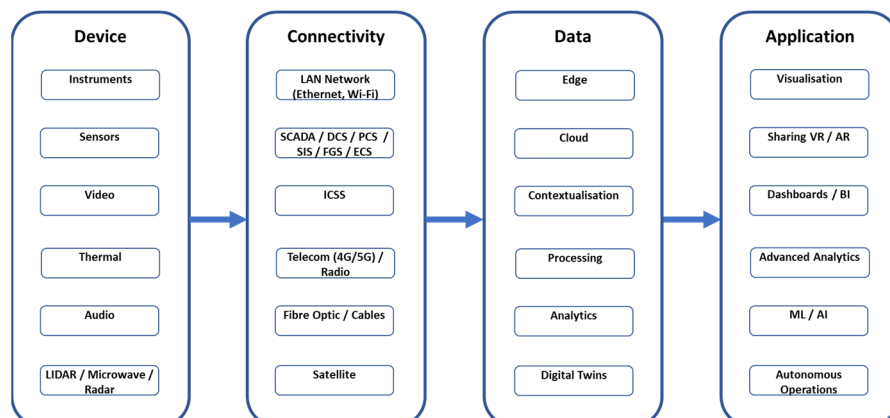 Device
Instruments
Sensors
Video
Thermal
Audio
LIDAR / Microwave /
Radar
Connectivity
LAN Network
(Ethernet, Wi-Fi)
SCADA / DCS / PCS /
SIS / FGS / ECS
ICSS
Telecom (4G/5G) /
Radio
Fibre Optic / Cables
Satellite
Data
Edge
Cloud
Contextualisation
Processing
Analytics
Digital Twins
Application
Visualisation
Sharing VR / AR
Dashboards / BI
Advanced Analytics
ML / AI
Autonomous
Operations